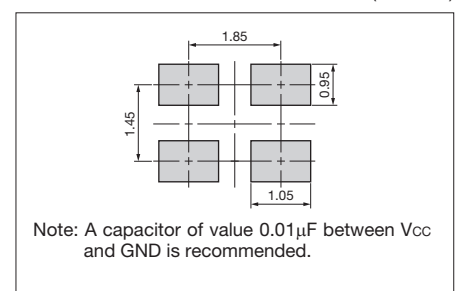 1.85
0.95
1.45
1.05
Note: A capacitor of value 0.01μF between Vcc
and GND is recommended.